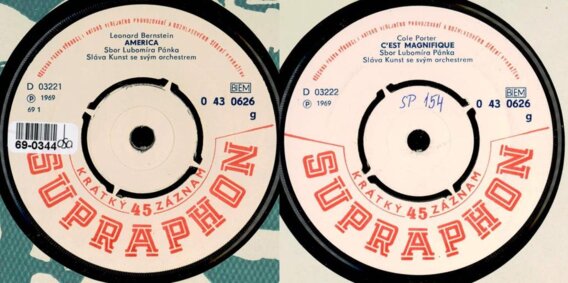 Leonard Bernstein
AMERICA
Sbor Lubomíra Pánka
Sláva Kunst se svým orchestrem
D 03221
Ⓟ 1969
69 1
BIEM
0 43 0626
g
69-0344
KRÁTKÝ 45 ZÁZNAM
SUPRAPHON
Cole Porter
C'EST MAGNIFIQUE
Sbor Lubomíra Pánka
Sláva Kunst se svým orchestrem
D 03222
Ⓟ 1969
SP 154
BIEM
0 43 0626
g
KRÁTKÝ 45 ZÁZNAM
SUPRAPHON